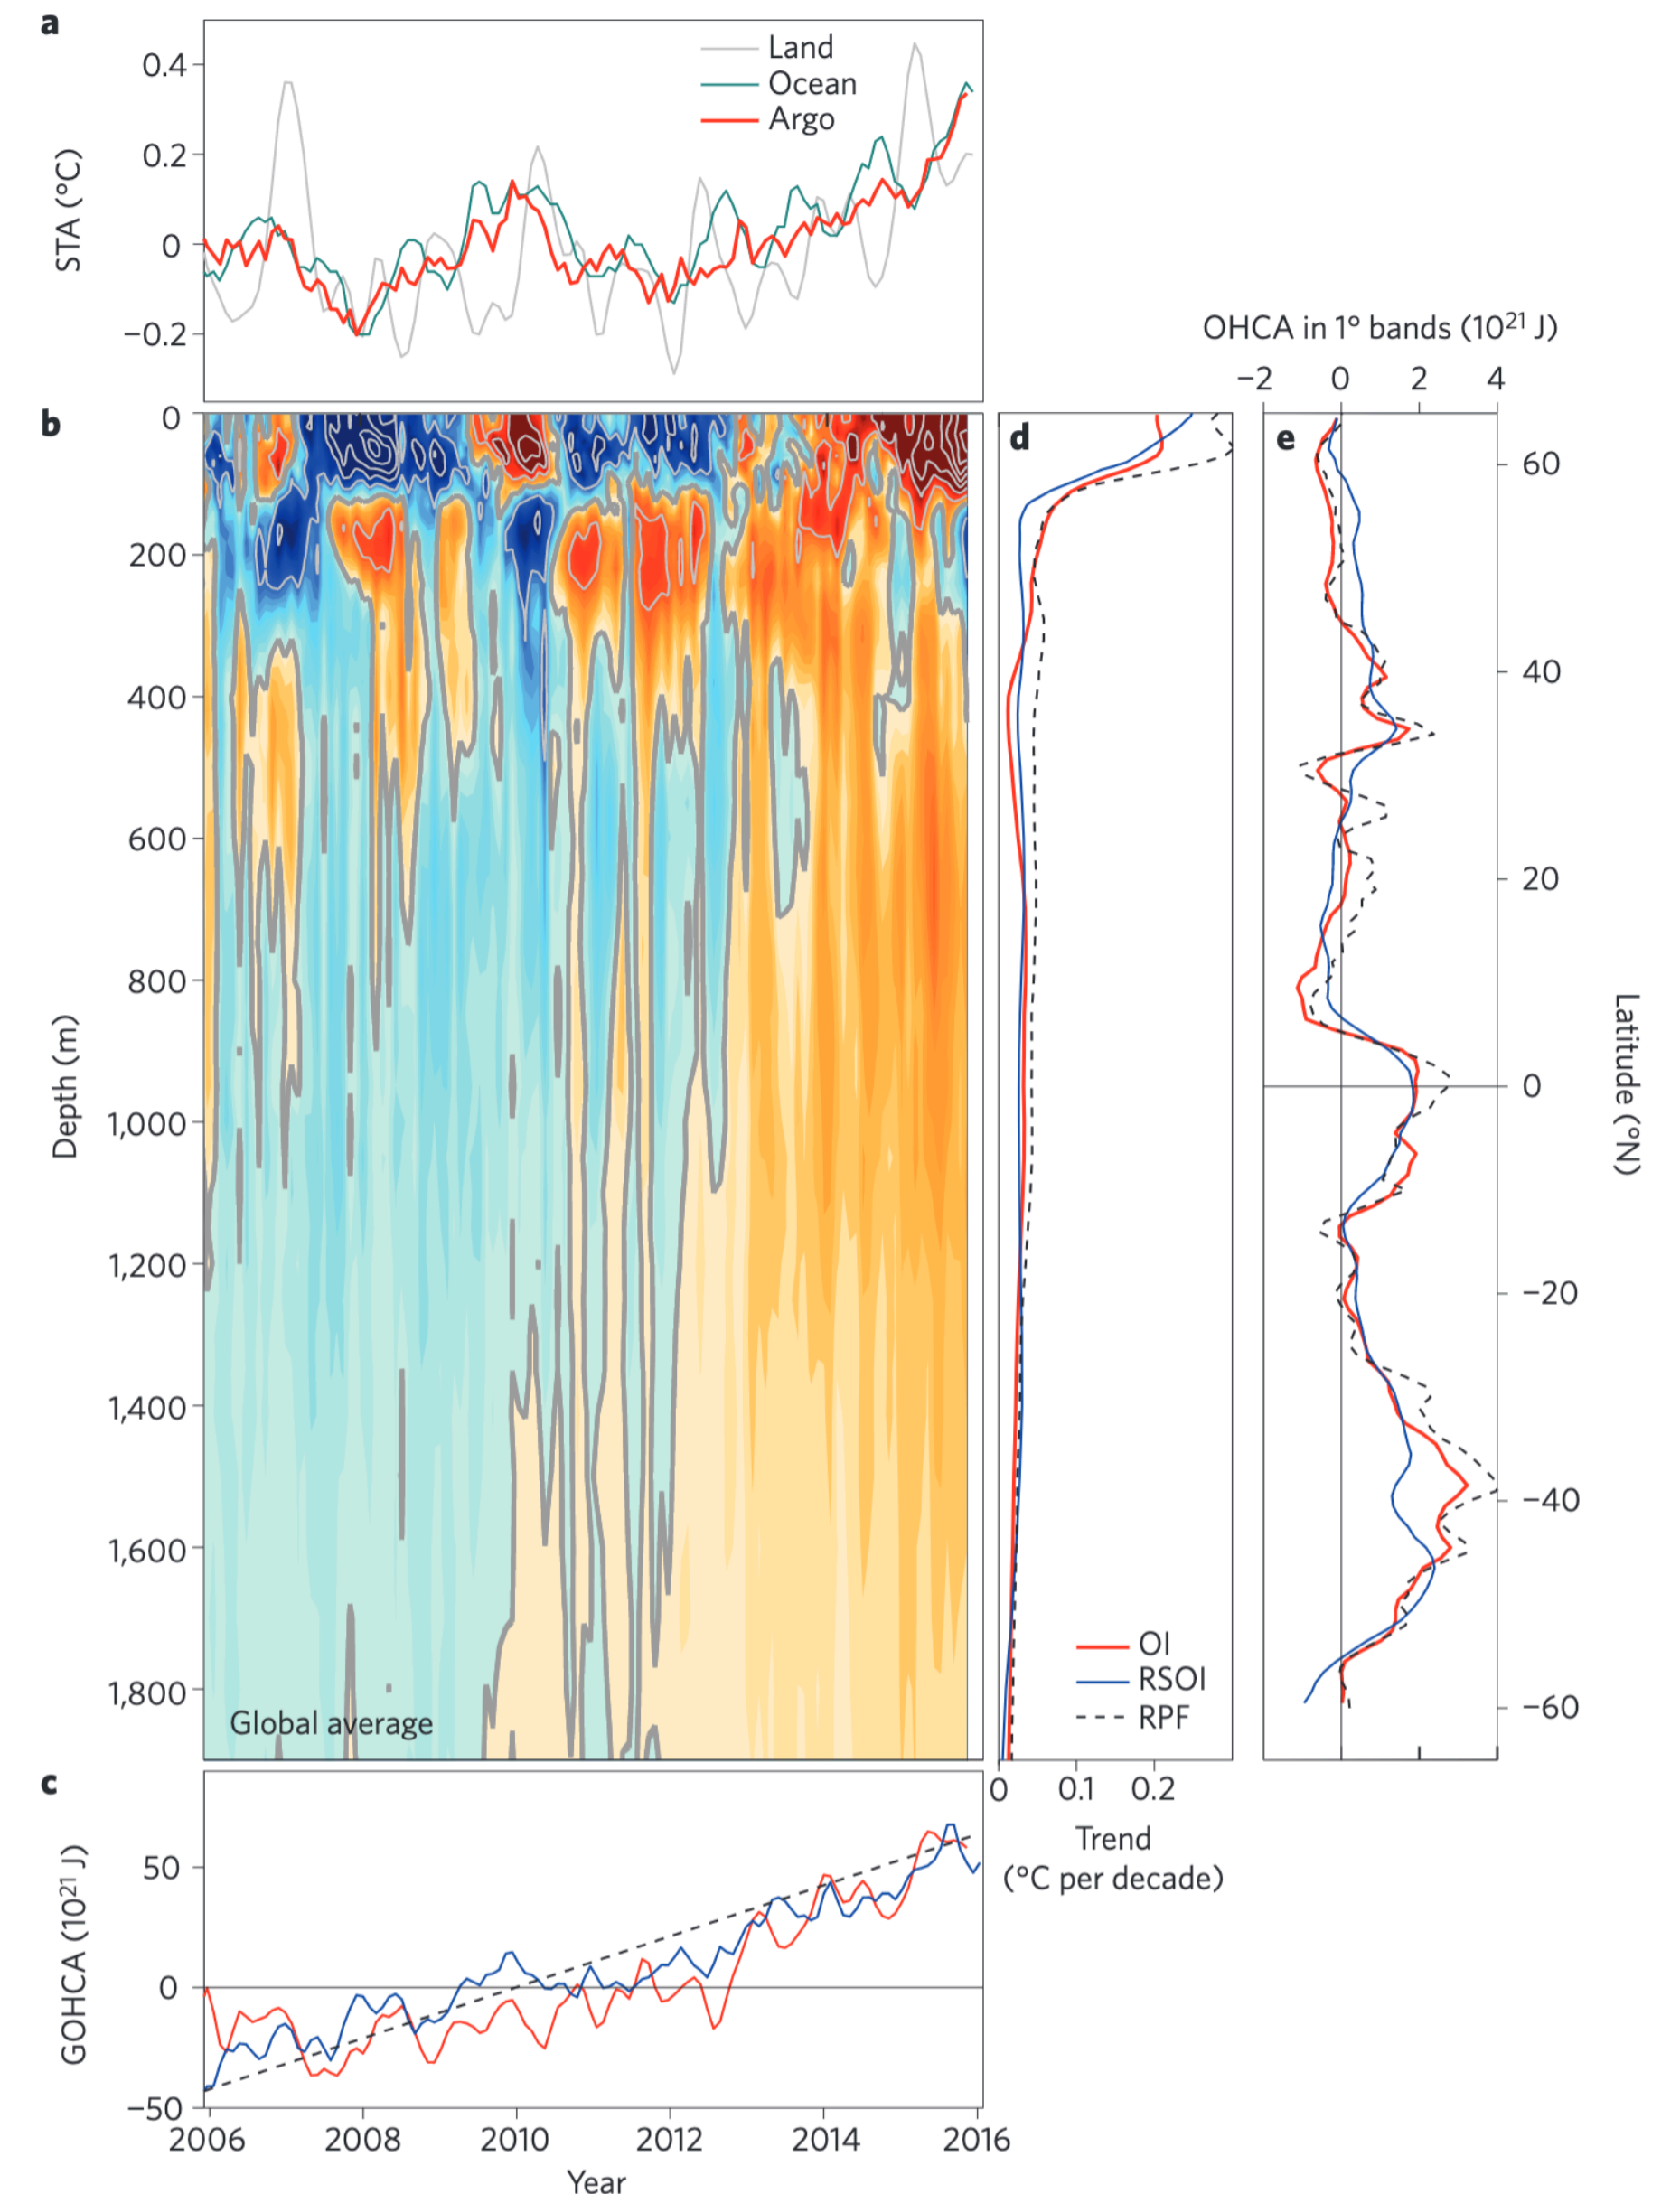 a
Land
Ocean
Argo
0.4
0.2
0
−0.2
STA (°C)
b
0
200
400
600
800
1,000
1,200
1,400
1,600
1,800
Depth (m)
Global average
c
50
0
−50
GOHCA (10²¹ J)
2006 2008 2010 2012 2014 2016
Year
d
OI
RSOI
RPF
0 0.1 0.2
Trend
(°C per decade)
OHCA in 1° bands (10²¹ J)
−2 0 2 4
e
60
40
20
0
−20
−40
−60
Latitude (°N)